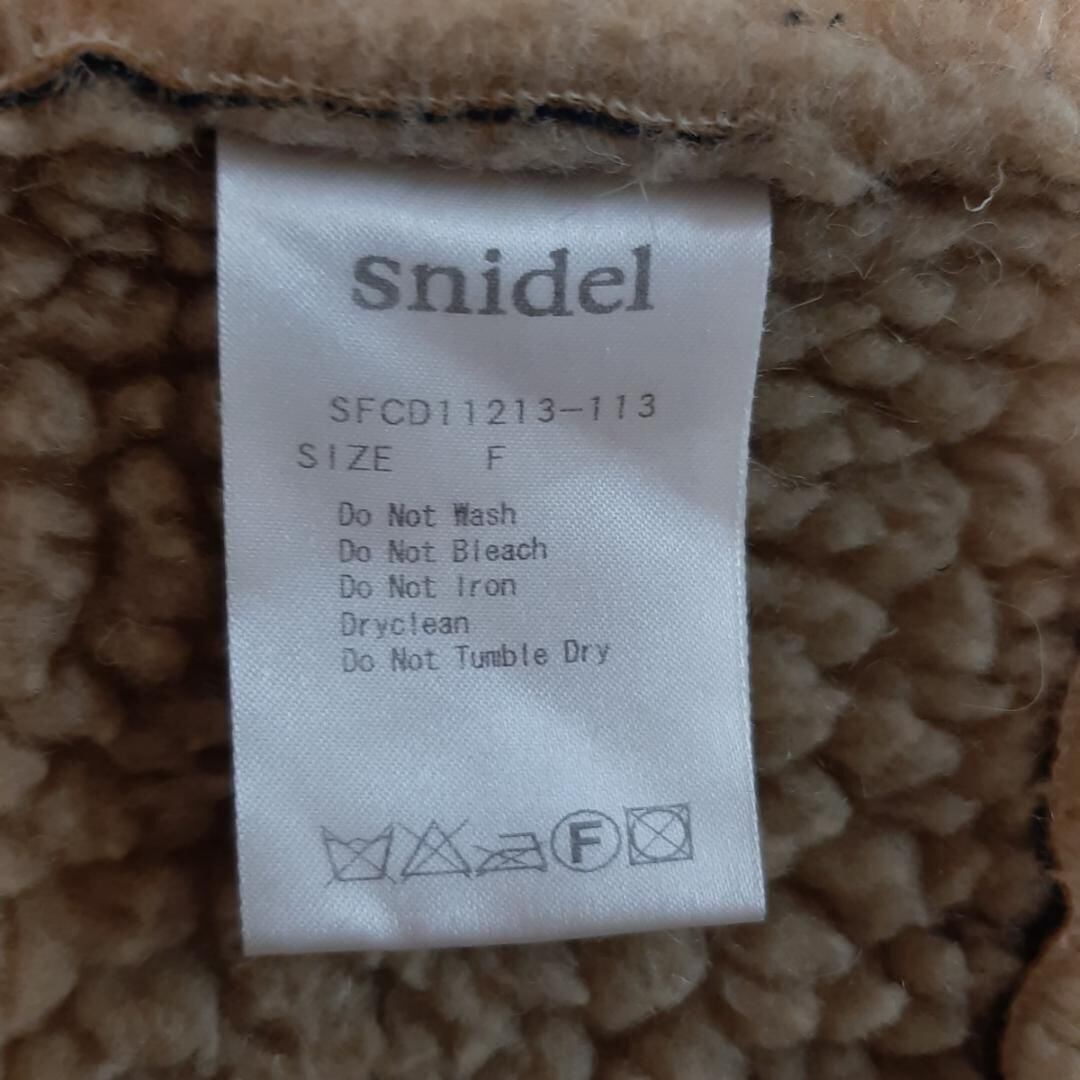 snidel
SFCD11213-113
SIZE F
Do Not Wash
Do Not Bleach
Do Not Iron
Dryclean
Do Not Tumble Dry
F